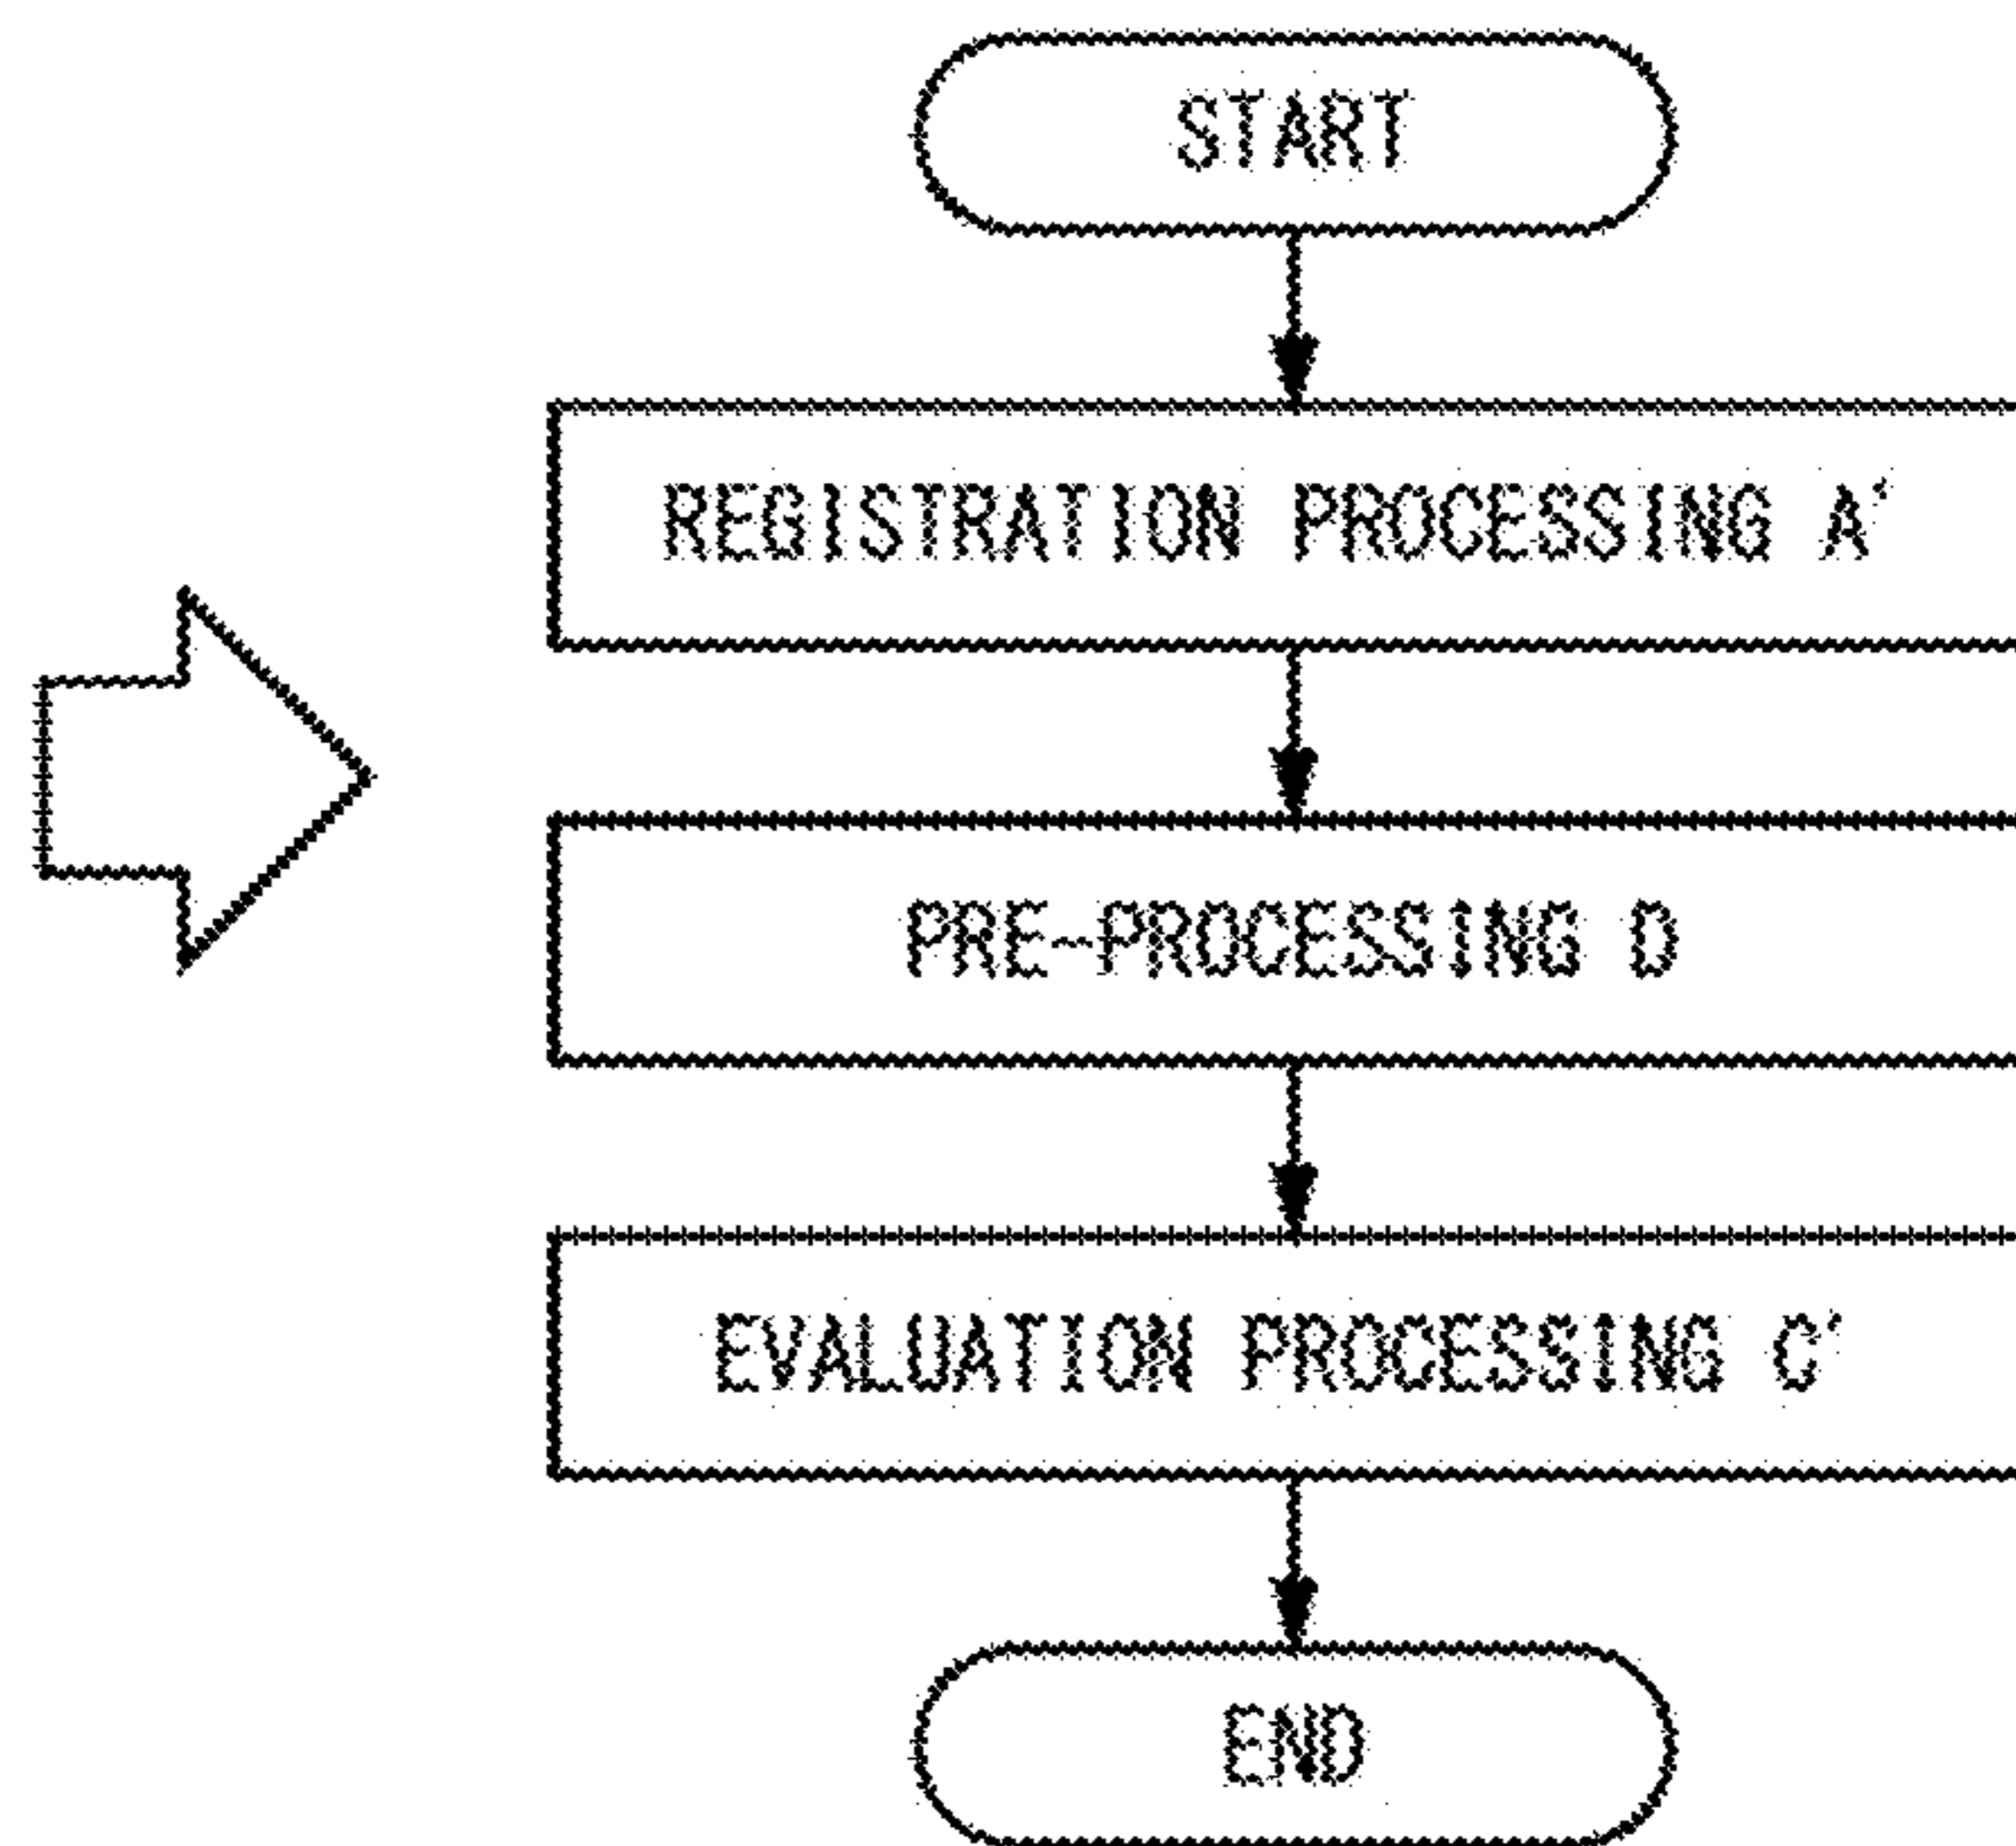 START
REGISTRATION PROCESSING A'
PRE-PROCESSING D
EVALUATION PROCESSING C'
END